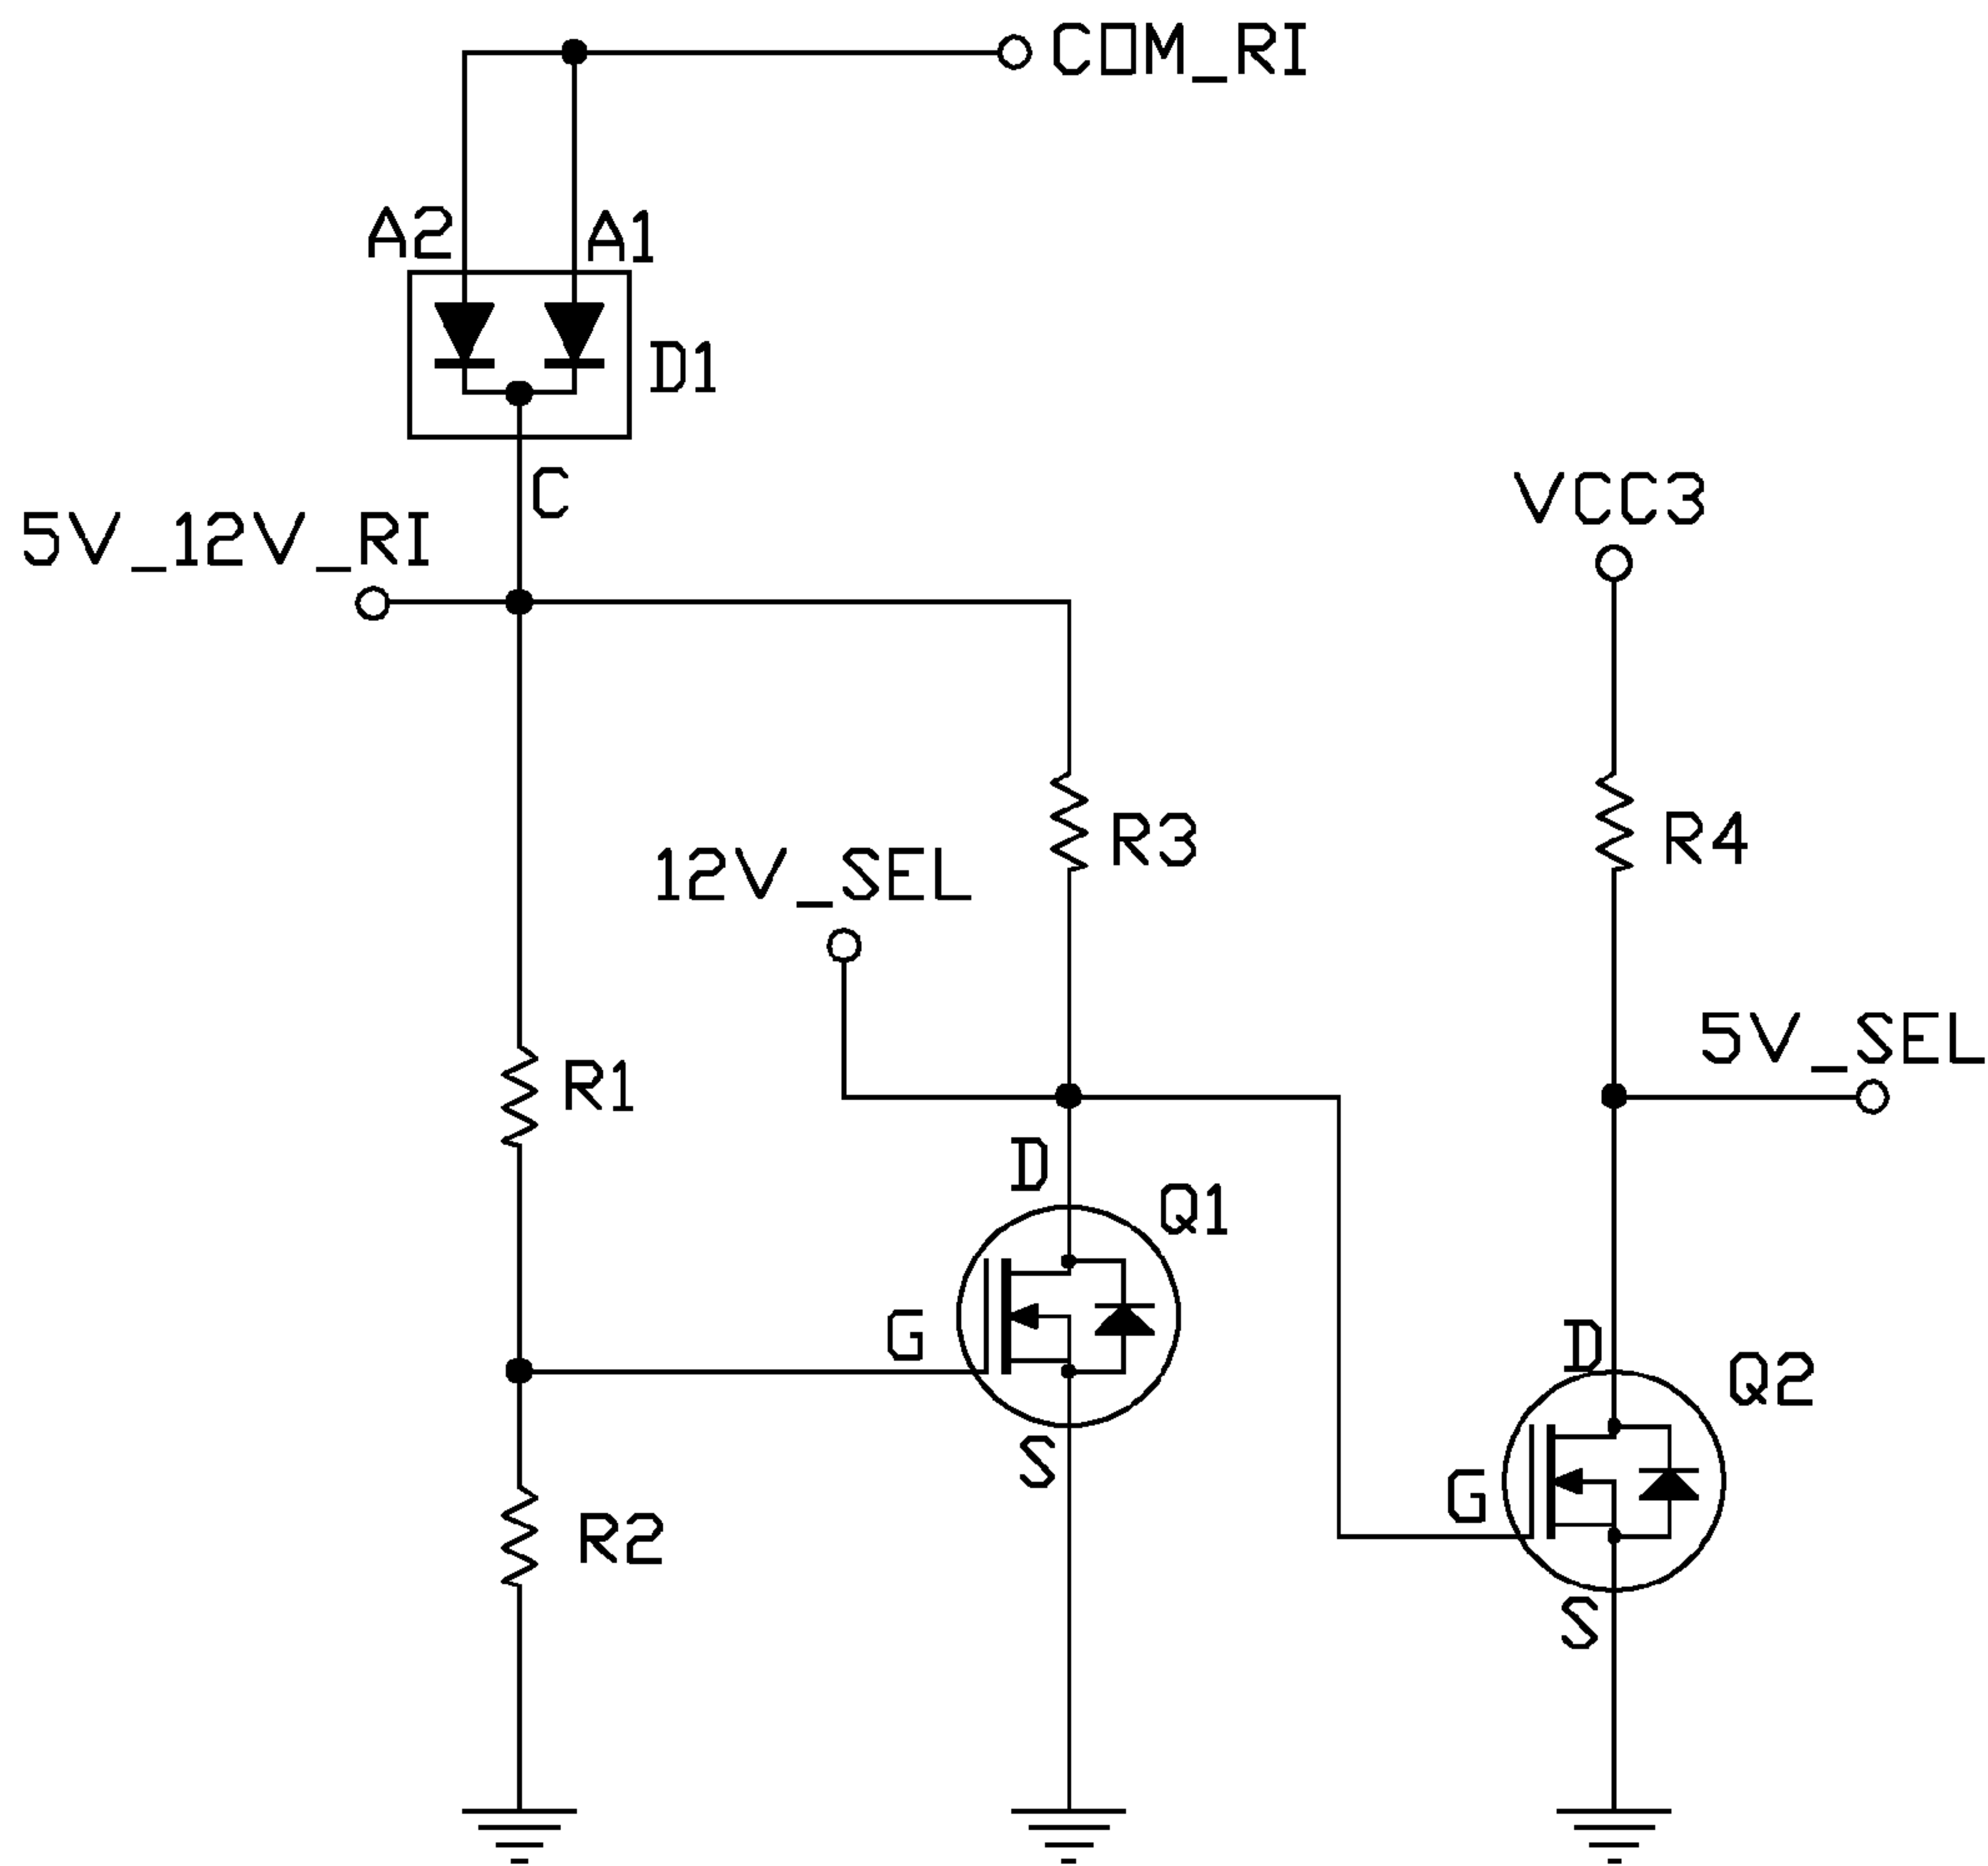 COM_RI
A2
A1
D1
C
5V_12V_RI
VCC3
R3
R4
12V_SEL
5V_SEL
R1
D
Q1
G
D
Q2
S
G
R2
S